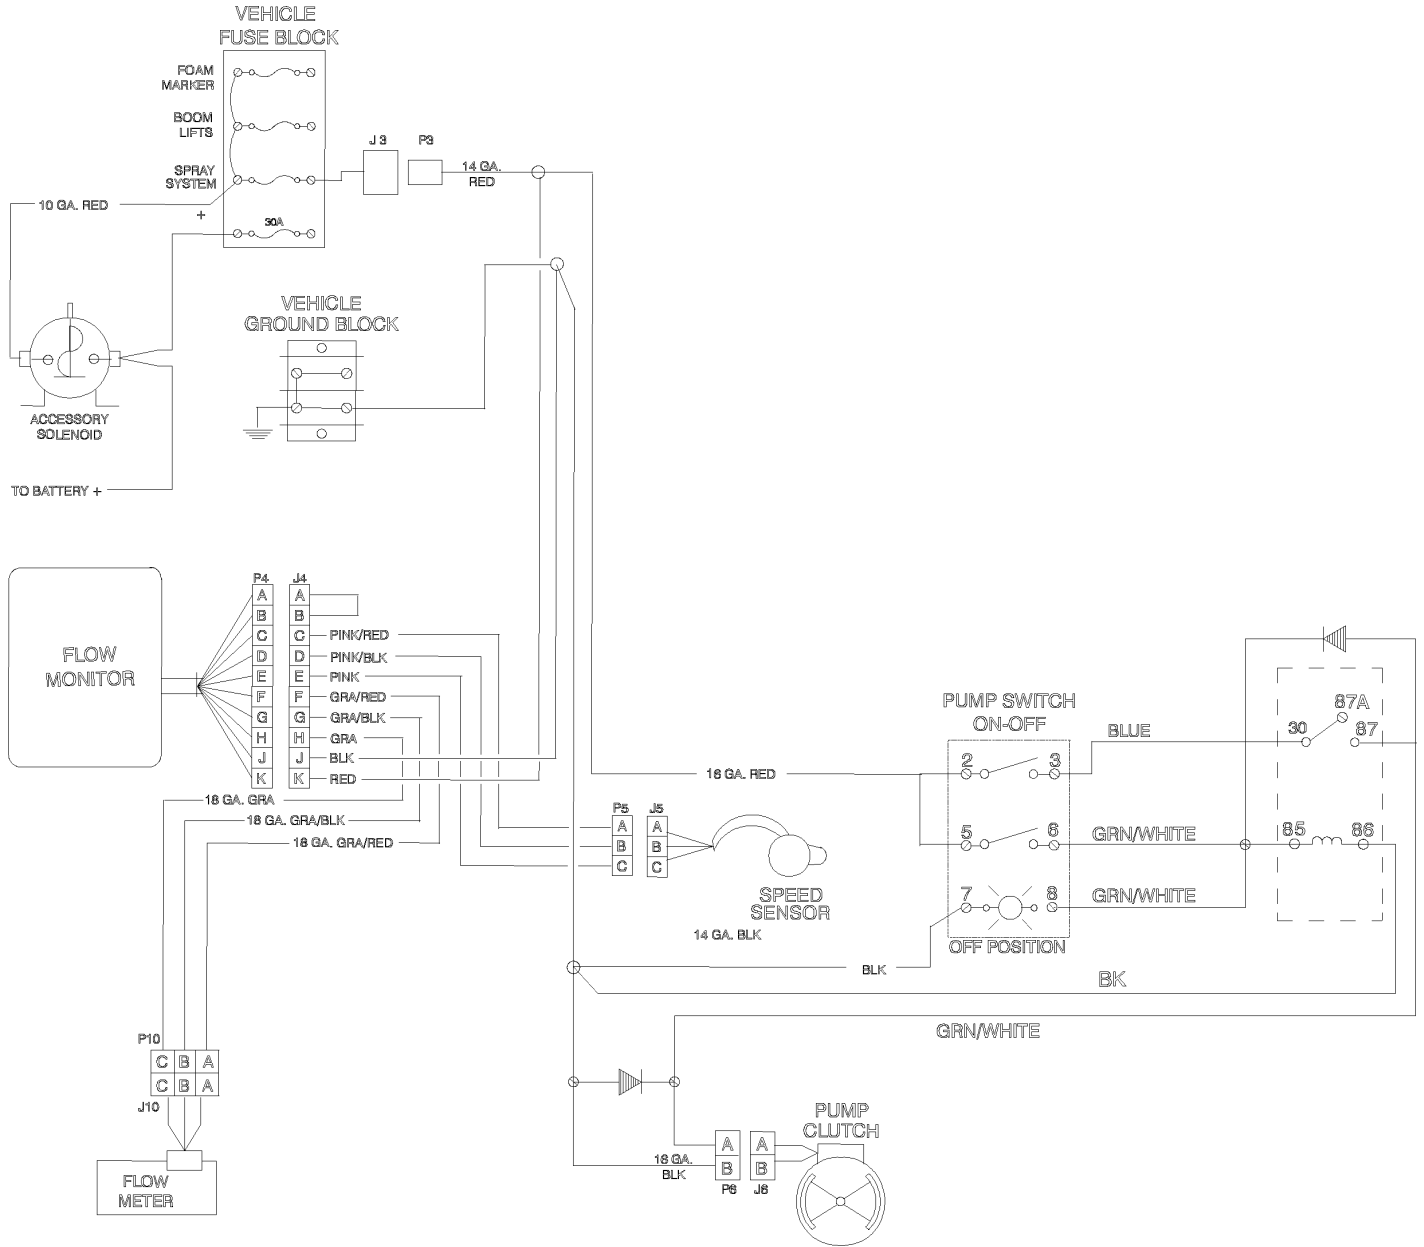 VEHICLE
FUSE BLOCK
FOAM
MARKER
BOOM
LIFTS
SPRAY
SYSTEM
J3
P3
14 GA.
RED
10 GA. RED
+
30A
VEHICLE
GROUND BLOCK
ACCESSORY
SOLENOID
TO BATTERY +
FLOW
MONITOR
P4
J4
A
A
B
B
C
C
PINK/RED
D
D
PINK/BLK
E
E
PINK
F
F
GRA/RED
G
G
GRA/BLK
H
H
GRA
J
J
BLK
K
K
RED
18 GA. GRA
18 GA. GRA/BLK
18 GA. GRA/RED
P5
J5
A
A
B
B
C
C
SPEED
SENSOR
16 GA. RED
14 GA. BLK
PUMP SWITCH
ON-OFF
2
3
5
6
7
8
OFF POSITION
BLUE
GRN/WHITE
GRN/WHITE
87A
30
87
85
86
BLK
BK
GRN/WHITE
P10
C B A
C B A
J10
FLOW
METER
16 GA.
BLK
A
A
B
B
P6
J6
PUMP
CLUTCH